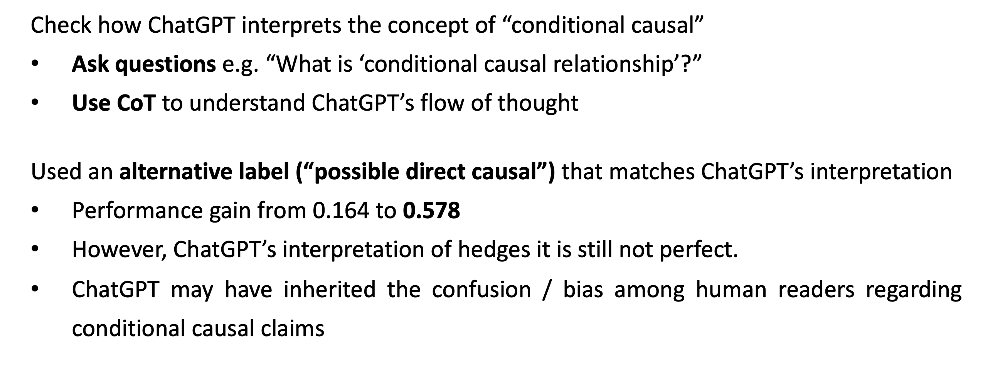 Check how ChatGPT interprets the concept of “conditional causal”
• Ask questions e.g. “What is ‘conditional causal relationship’?”
• Use CoT to understand ChatGPT’s flow of thought
Used an alternative label (“possible direct causal”) that matches ChatGPT’s interpretation
• Performance gain from 0.164 to 0.578
• However, ChatGPT’s interpretation of hedges it is still not perfect.
• ChatGPT may have inherited the confusion / bias among human readers regarding
conditional causal claims